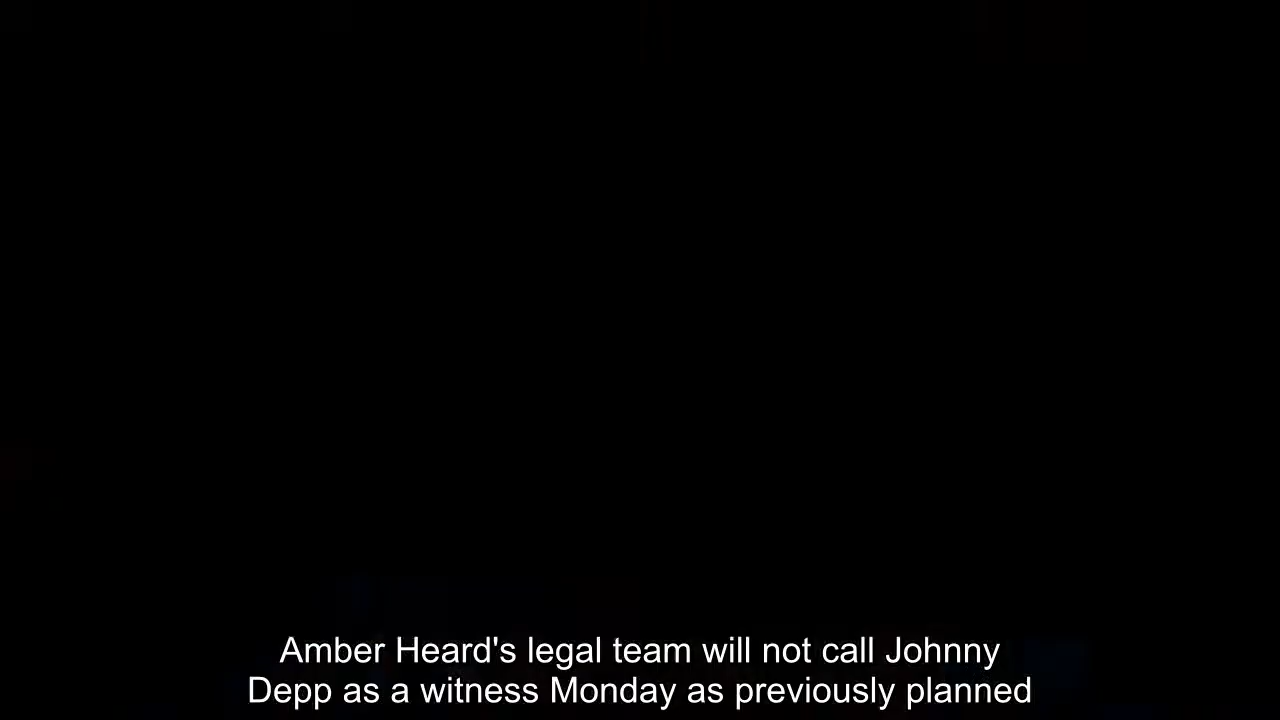 Amber Heard's legal team will not call Johnny
Depp as a witness Monday as previously planned